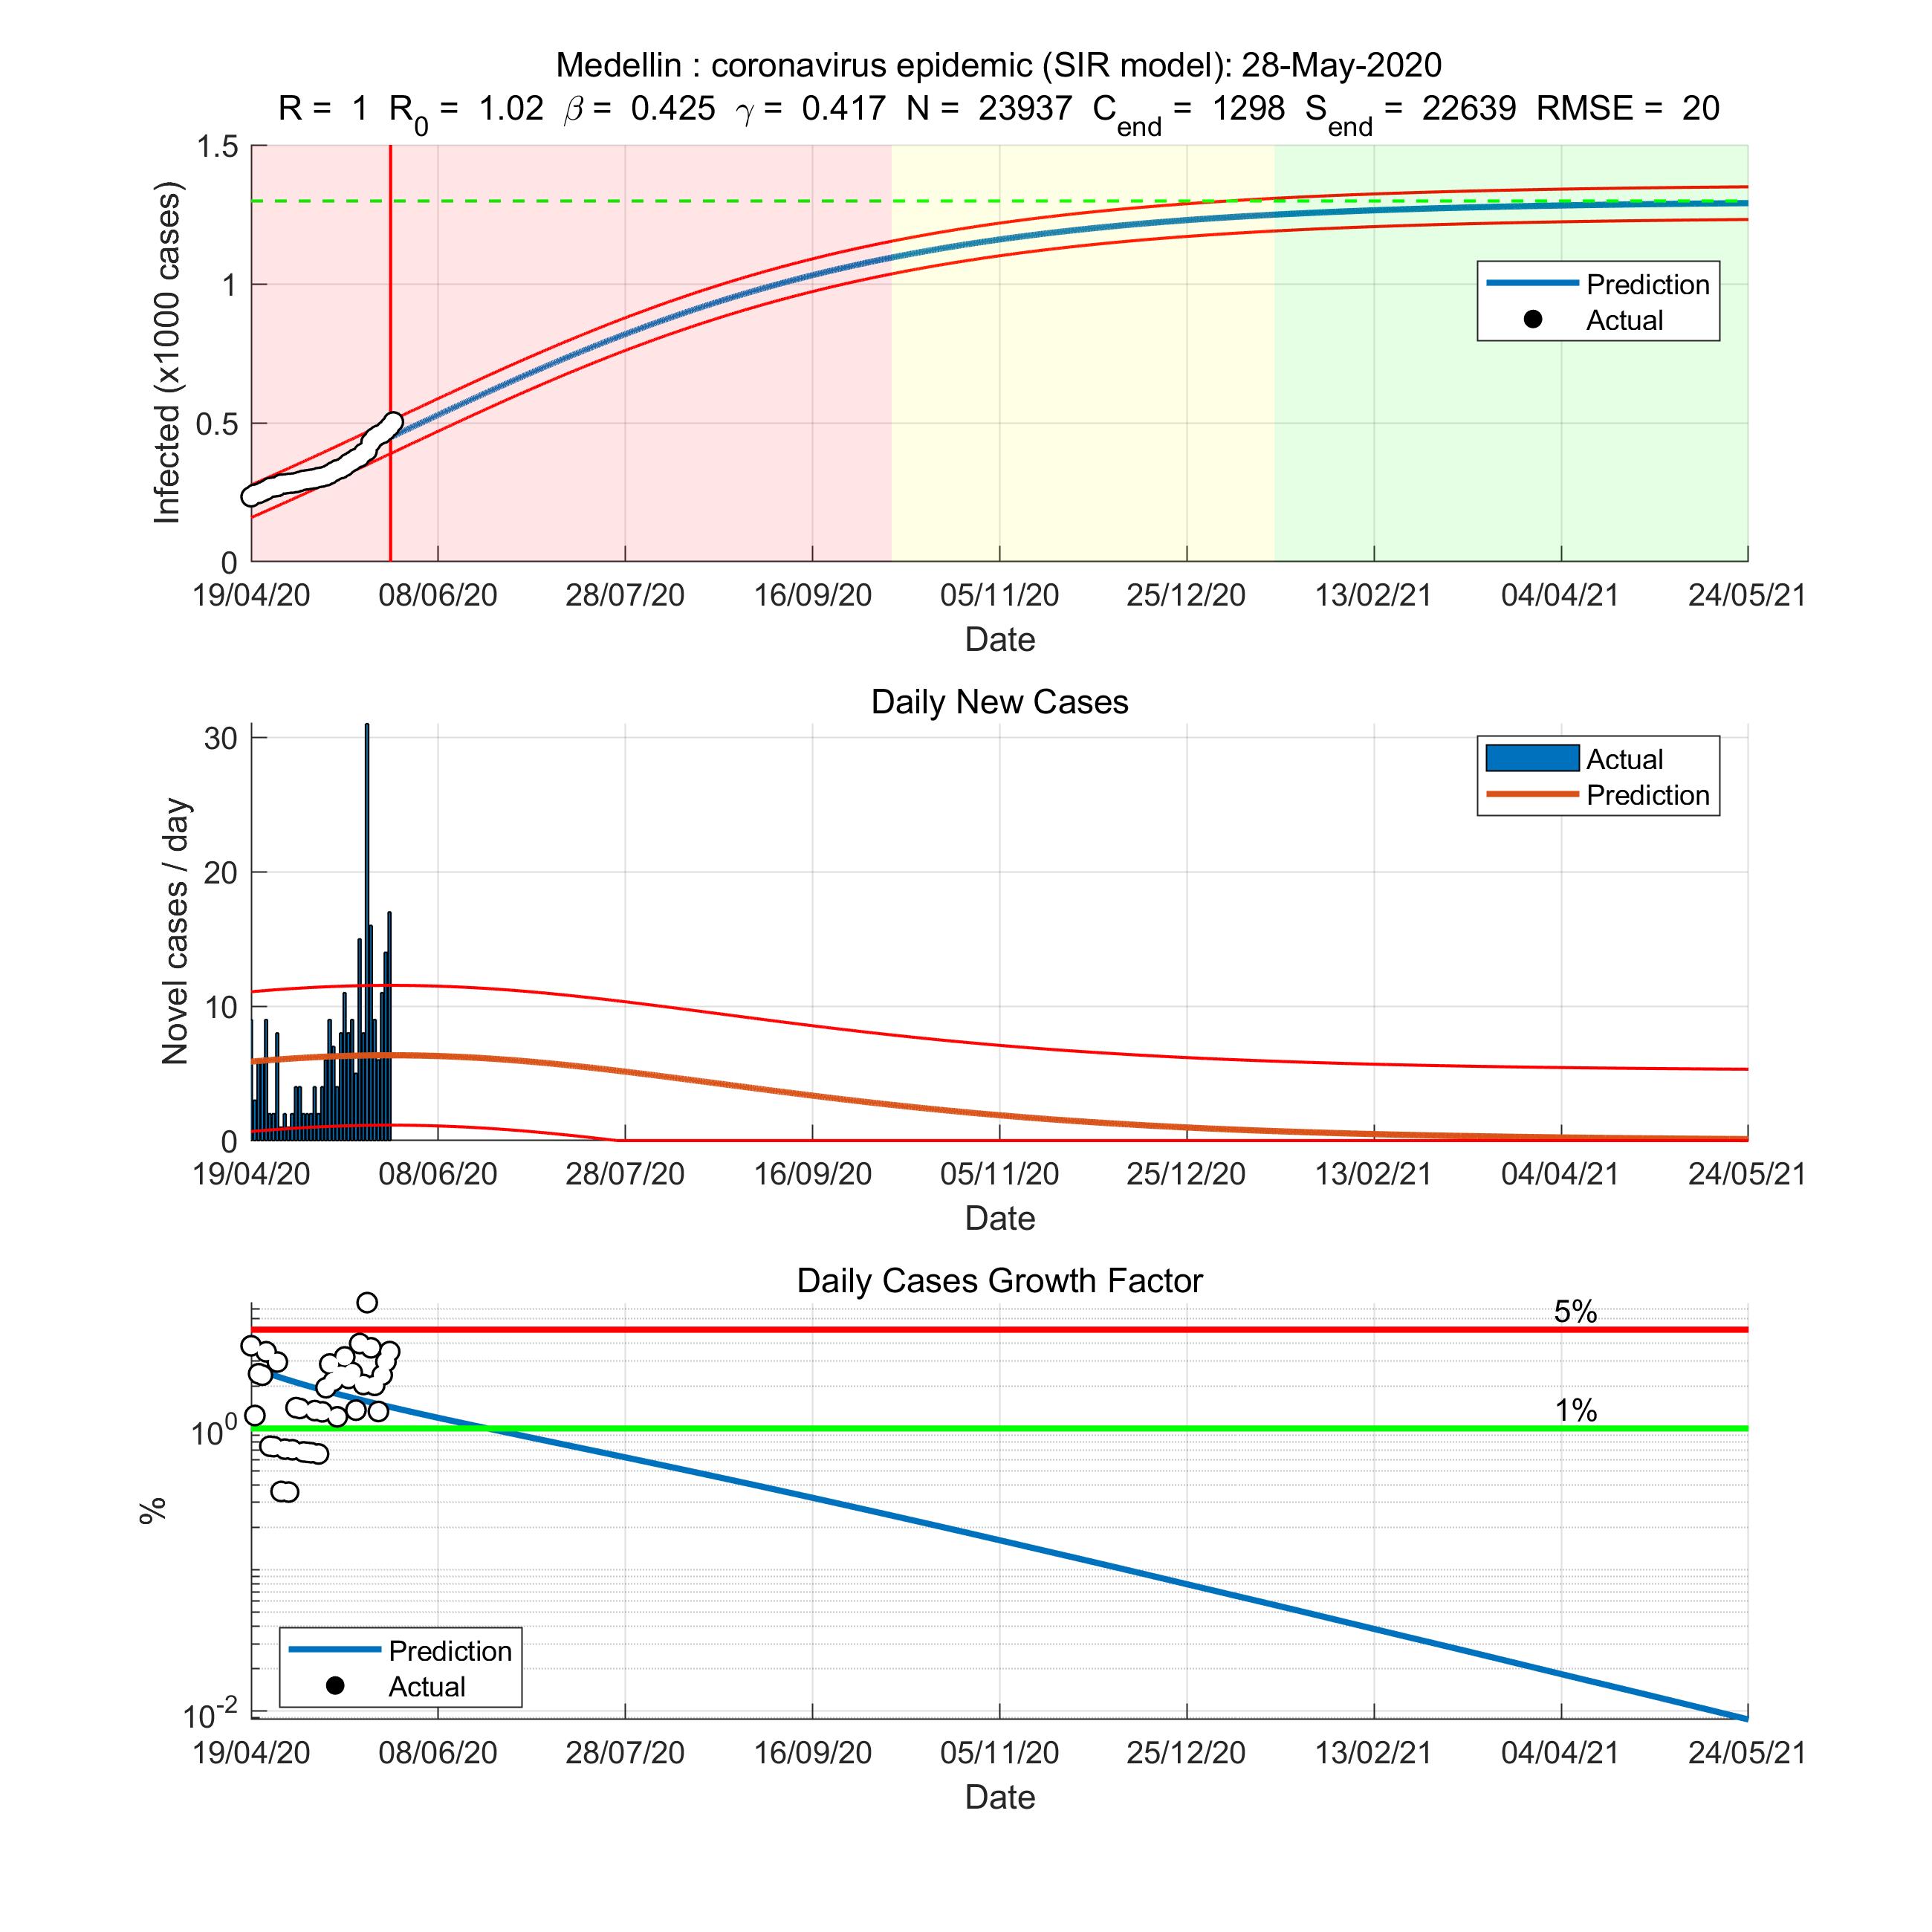 Medellin : coronavirus epidemic (SIR model): 28-May-2020
R = 1 R0 = 1.02 β = 0.425 γ = 0.417 N = 23937 Cend = 1298 Send = 22639 RMSE = 20
1.5
1
0.5
0
Infected (x1000 cases)
Prediction
Actual
19/04/20 08/06/20 28/07/20 16/09/20 05/11/20 25/12/20 13/02/21 04/04/21 24/05/21
Date
Daily New Cases
30
20
10
0
Novel cases / day
Actual
Prediction
19/04/20 08/06/20 28/07/20 16/09/20 05/11/20 25/12/20 13/02/21 04/04/21 24/05/21
Date
Daily Cases Growth Factor
5%
1%
10^0
10^-2
%
Prediction
Actual
19/04/20 08/06/20 28/07/20 16/09/20 05/11/20 25/12/20 13/02/21 04/04/21 24/05/21
Date